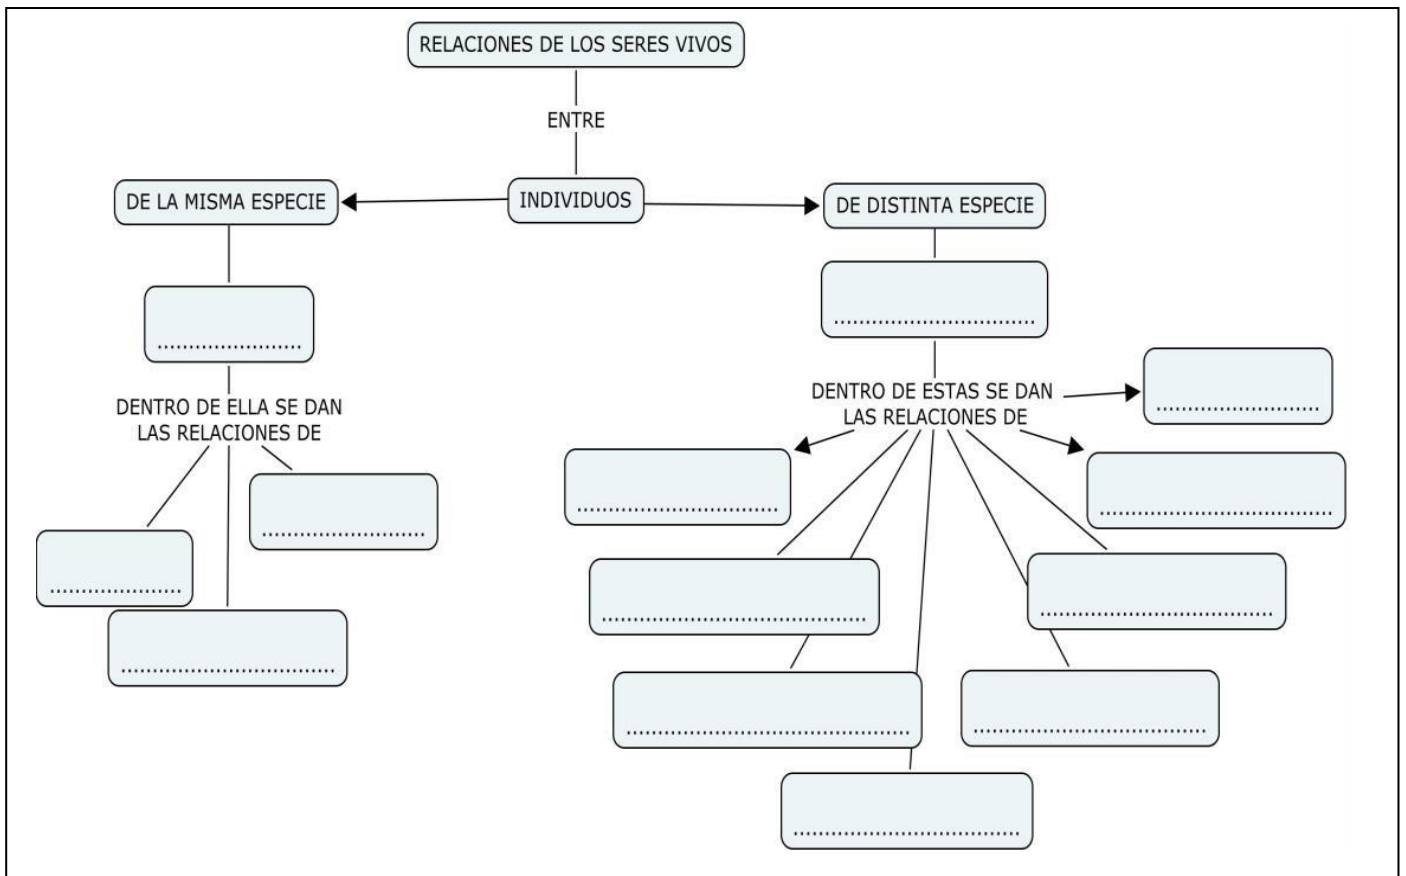 RELACIONES DE LOS SERES VIVOS
ENTRE
DE LA MISMA ESPECIE
INDIVIDUOS
DE DISTINTA ESPECIE
DENTRO DE ELLA SE DAN
LAS RELACIONES DE
DENTRO DE ESTAS SE DAN
LAS RELACIONES DE